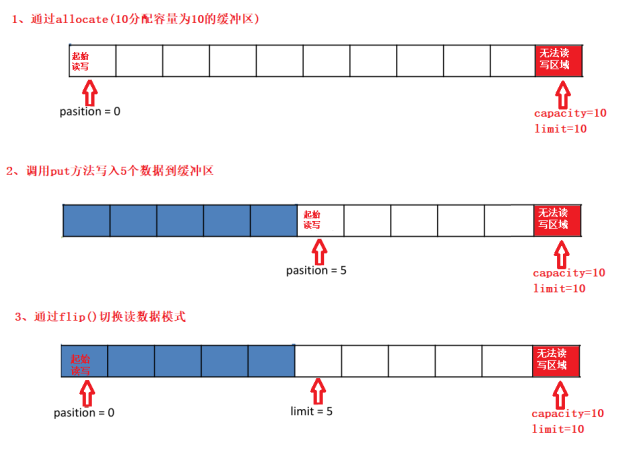 1、通过allocate(10分配容量为10的缓冲区)
起始
读写
无法读
写区域
pasition = 0
capacity=10
limit=10
2、调用put方法写入5个数据到缓冲区
起始
读写
无法读
写区域
pasition = 5
capacity=10
limit=10
3、通过flip()切换读数据模式
起始
读写
无法读
写区域
pasition = 0
limit = 5
capacity=10
limit=10